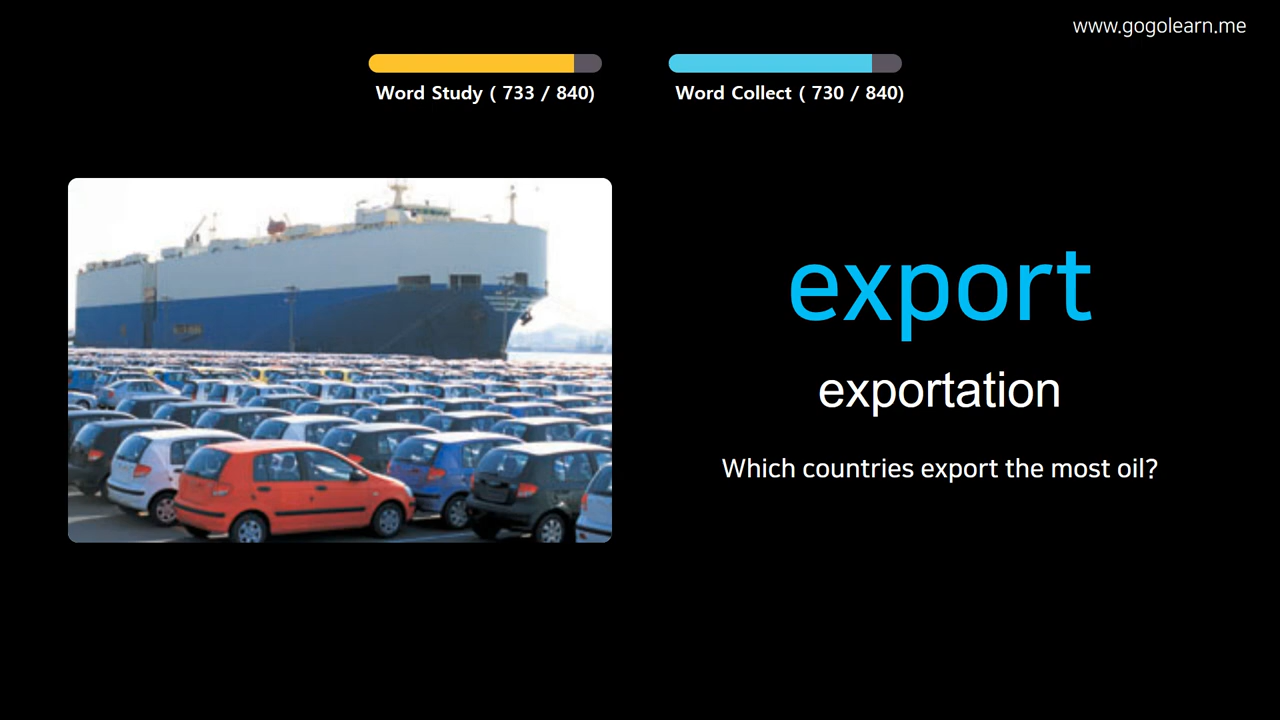 www.gogolearn.me
Word Study ( 733 / 840)
Word Collect ( 730 / 840)
export
exportation
Which countries export the most oil?